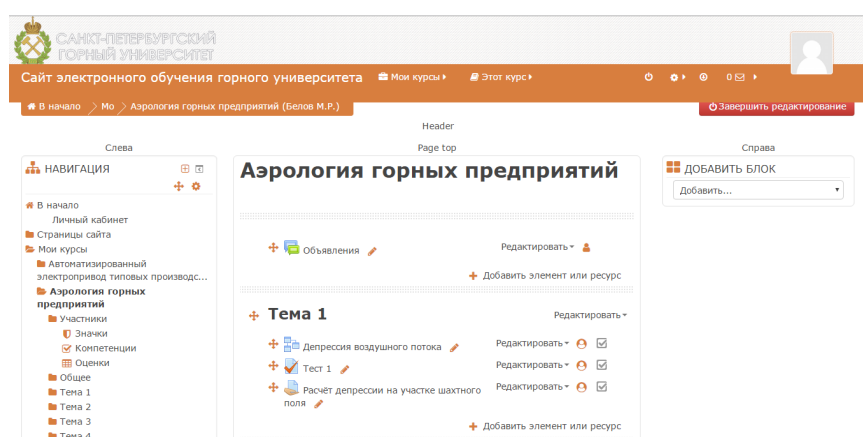 САНКТ-ПЕТЕРБУРГСКИЙ
ГОРНЫЙ УНИВЕРСИТЕТ
Сайт электронного обучения горного университета
Мои курсы
Этот курс
0
В начало
Мо
Аэрология горных предприятий (Белов М.Р.)
Завершить редактирование
Header
Слева
НАВИГАЦИЯ
В начало
Личный кабинет
Страницы сайта
Мои курсы
Автоматизированный
электропривод типовых производс...
Аэрология горных
предприятий
Участники
Значки
Компетенции
Оценки
Общее
Тема 1
Тема 2
Тема 3
Тема 4
Page top
Аэрология горных предприятий
Объявления
Редактировать
Добавить элемент или ресурс
Тема 1
Редактировать
Депрессия воздушного потока
Редактировать
Тест 1
Редактировать
Расчёт депрессии на участке шахтного
поля
Редактировать
Добавить элемент или ресурс
Справа
ДОБАВИТЬ БЛОК
Добавить...